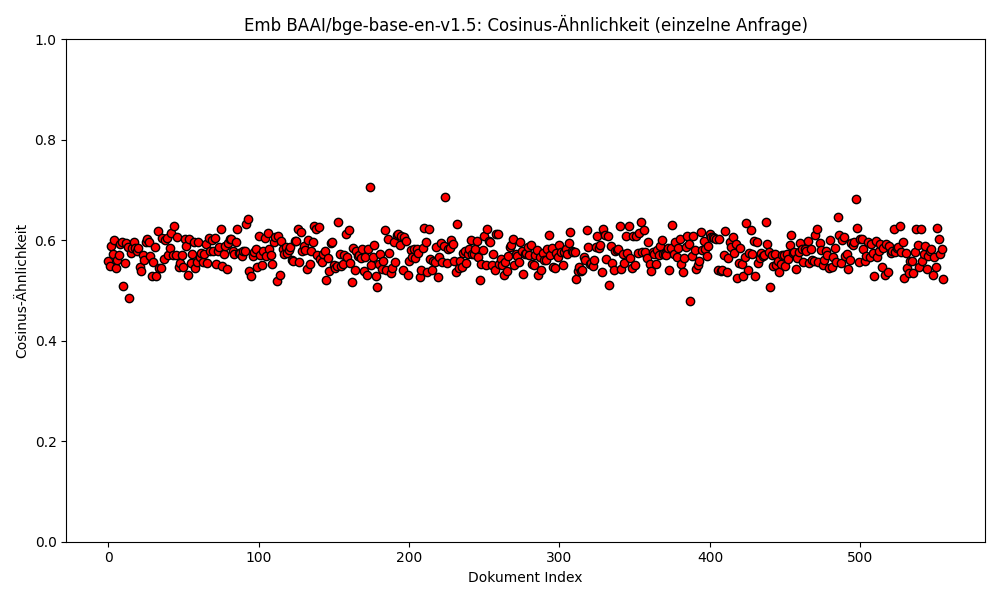 Emb BAAI/bge-base-en-v1.5: Cosinus-Ähnlichkeit (einzelne Anfrage)
1.0
0.8
0.6
0.4
0.2
0.0
Cosinus-Ähnlichkeit
0 100 200 300 400 500
Dokument Index